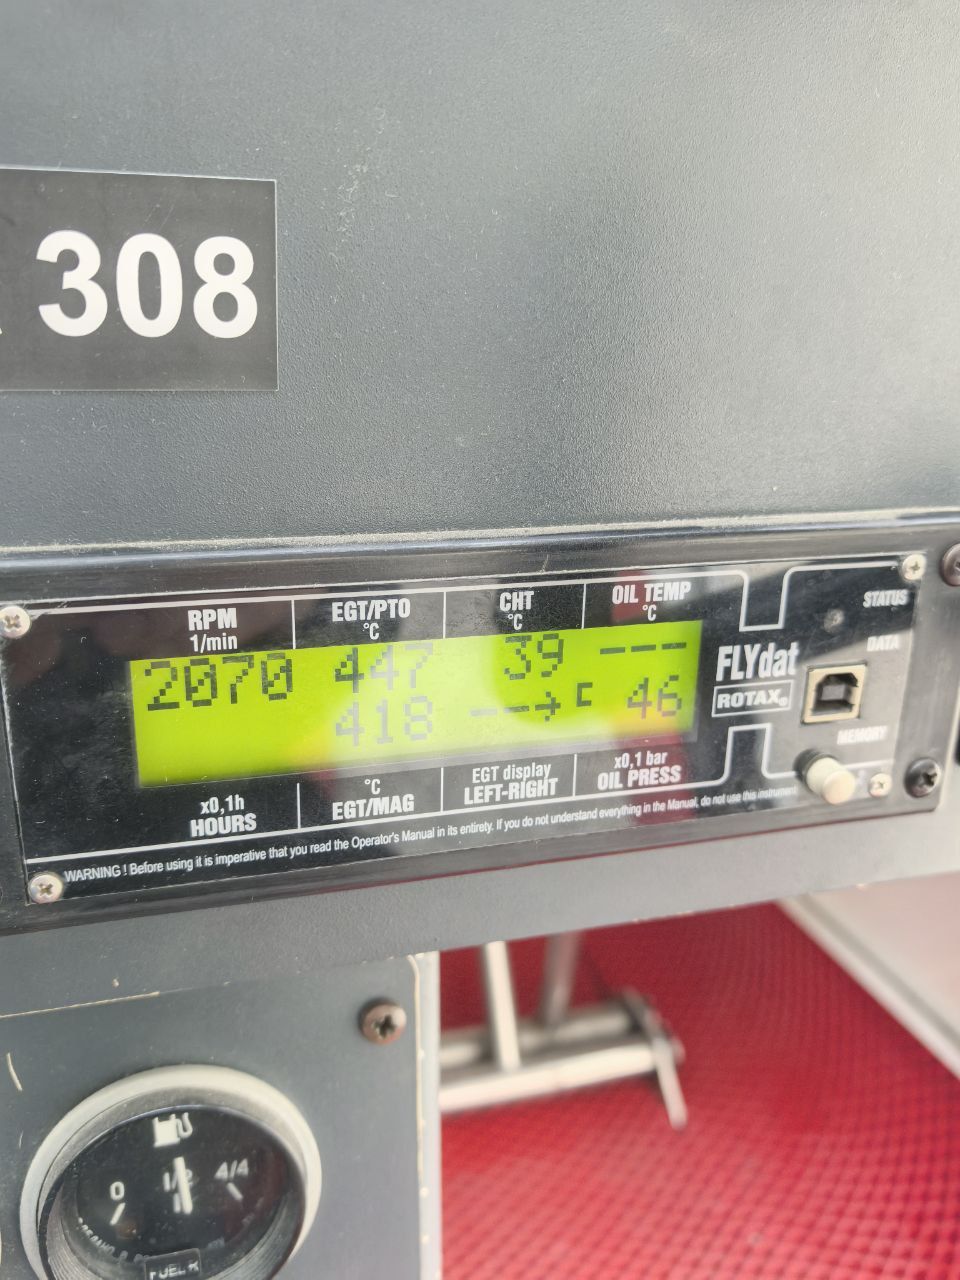 308
RPM
1/min
EGT/PTO
°C
CHT
°C
OIL TEMP
°C
STATUS
DATA
2070 447 39 ---
418 --→ 46
FLYdat
ROTAX®
MEMORY
x0,1h
HOURS
°C
EGT/MAG
EGT display
LEFT-RIGHT
x0,1 bar
OIL PRESS
WARNING ! Before using it is imperative that you read the Operator's Manual in its entirety. If you do not understand everything in the Manual, do not use this instrument
0 1/2 4/4
FUEL R